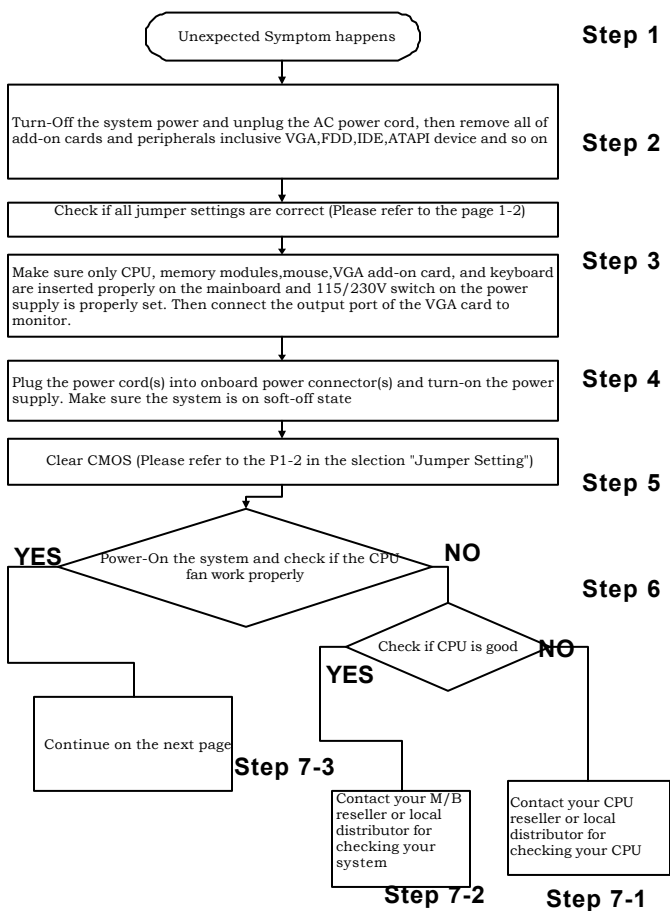 Unexpected Symptom happens
Step 1
Turn-Off the system power and unplug the AC power cord, then remove all of
add-on cards and peripherals inclusive VGA,FDD,IDE,ATAPI device and so on
Step 2
Check if all jumper settings are correct (Please refer to the page 1-2)
Step 3
Make sure only CPU, memory modules,mouse,VGA add-on card, and keyboard
are inserted properly on the mainboard and 115/230V switch on the power
supply is properly set. Then connect the output port of the VGA card to
monitor.
Plug the power cord(s) into onboard power connector(s) and turn-on the power
supply. Make sure the system is on soft-off state
Step 4
Clear CMOS (Please refer to the P1-2 in the slection "Jumper Setting")
Step 5
YES
Power-On the system and check if the CPU
fan work properly
NO
Step 6
Check if CPU is good
NO
YES
Continue on the next page
Step 7-3
Contact your M/B
reseller or local
distributor for
checking your
system
Step 7-2
Contact your CPU
reseller or local
distributor for
checking your CPU
Step 7-1